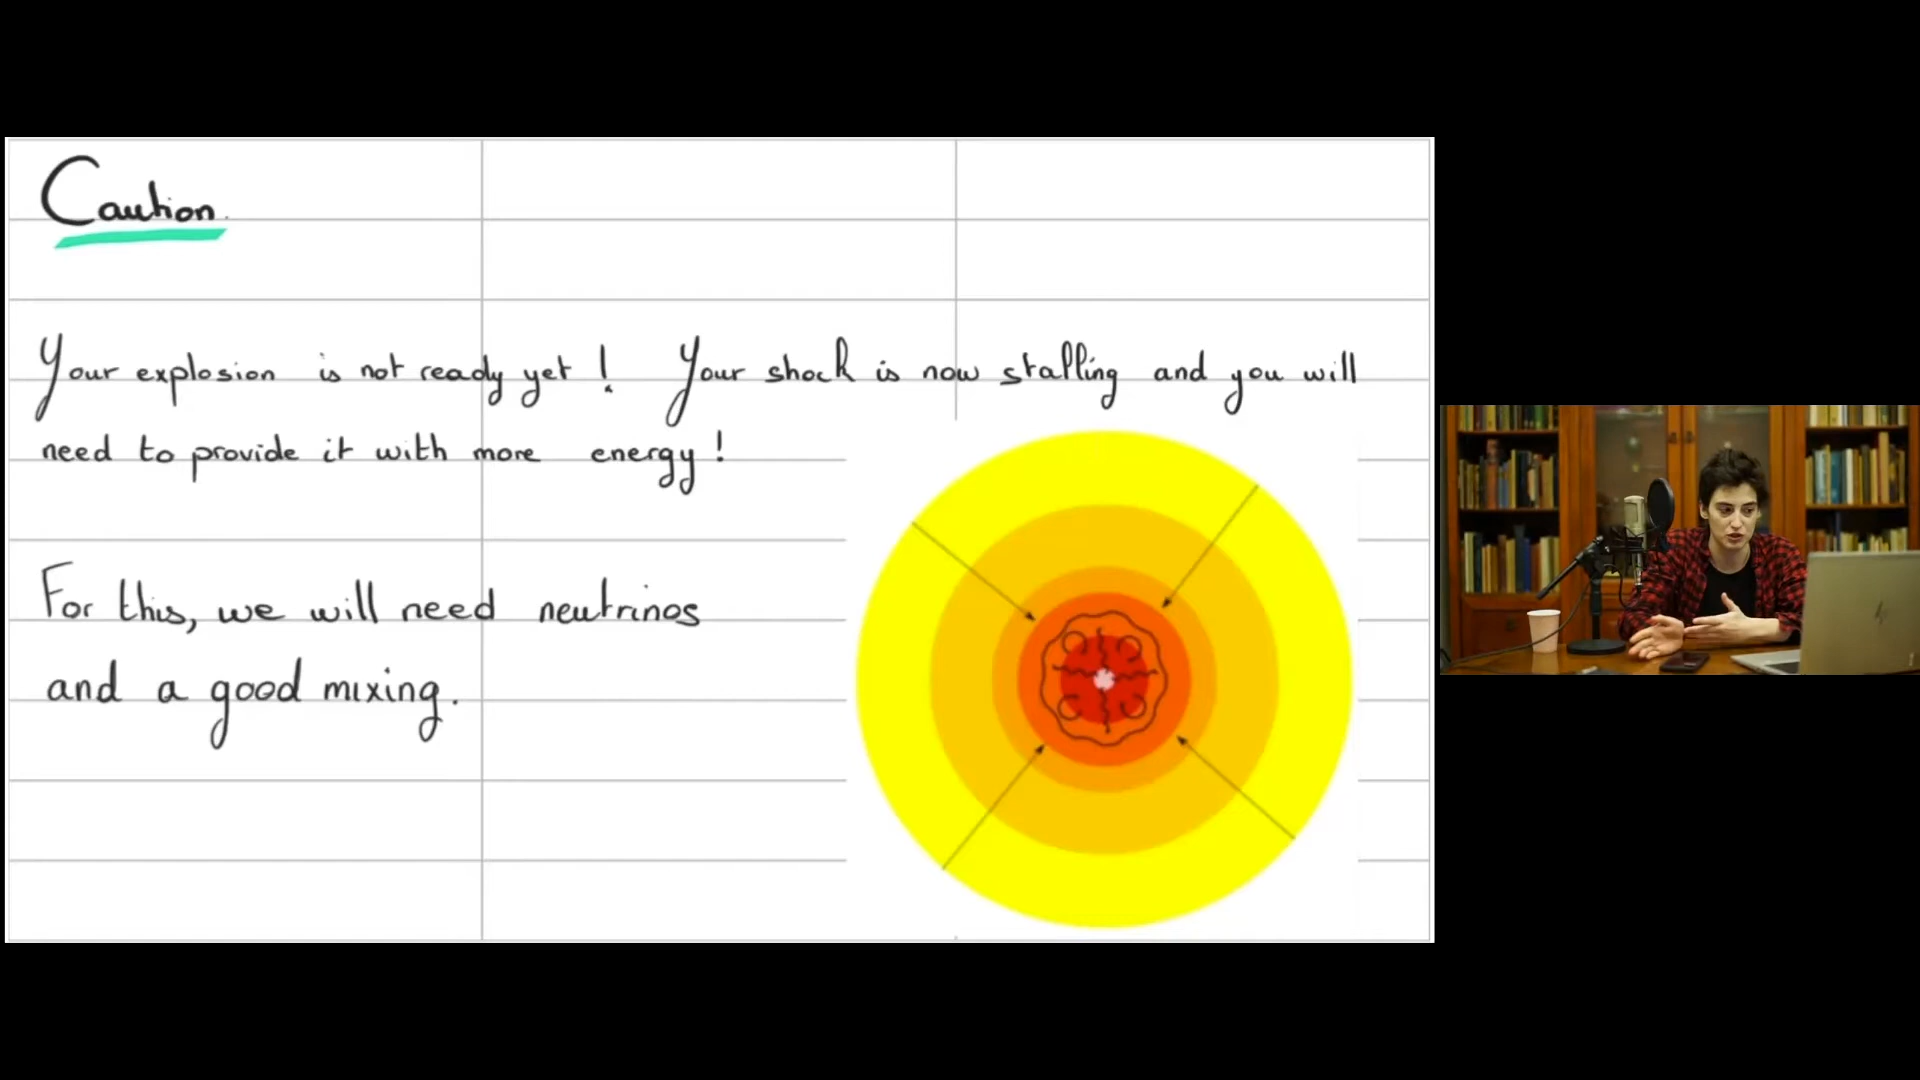 Caution.
Your explosion is not ready yet ! Your shock is now stalling and you will
need to provide it with more energy !
For this, we will need neutrinos
and a good mixing.